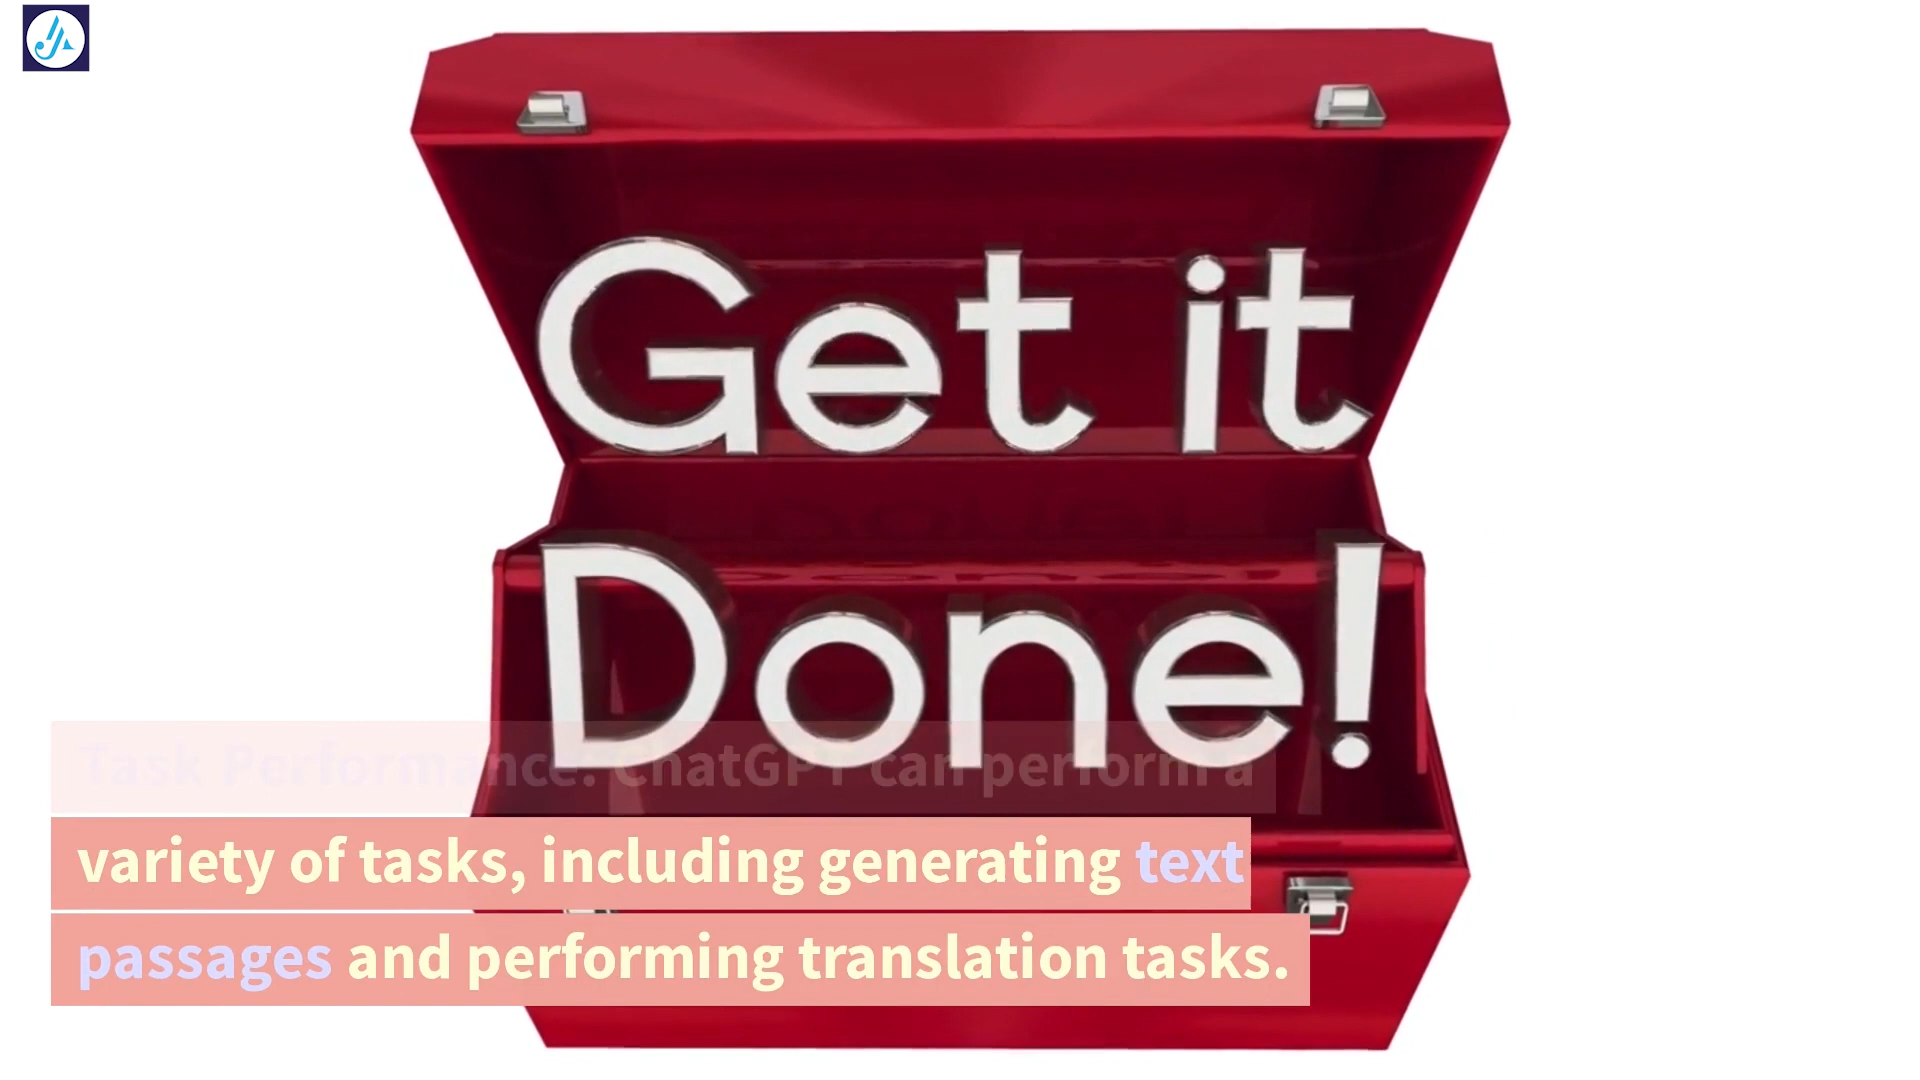 Get it
Done!
Task Performance: ChatGPT can perform a
variety of tasks, including generating text
passages and performing translation tasks.